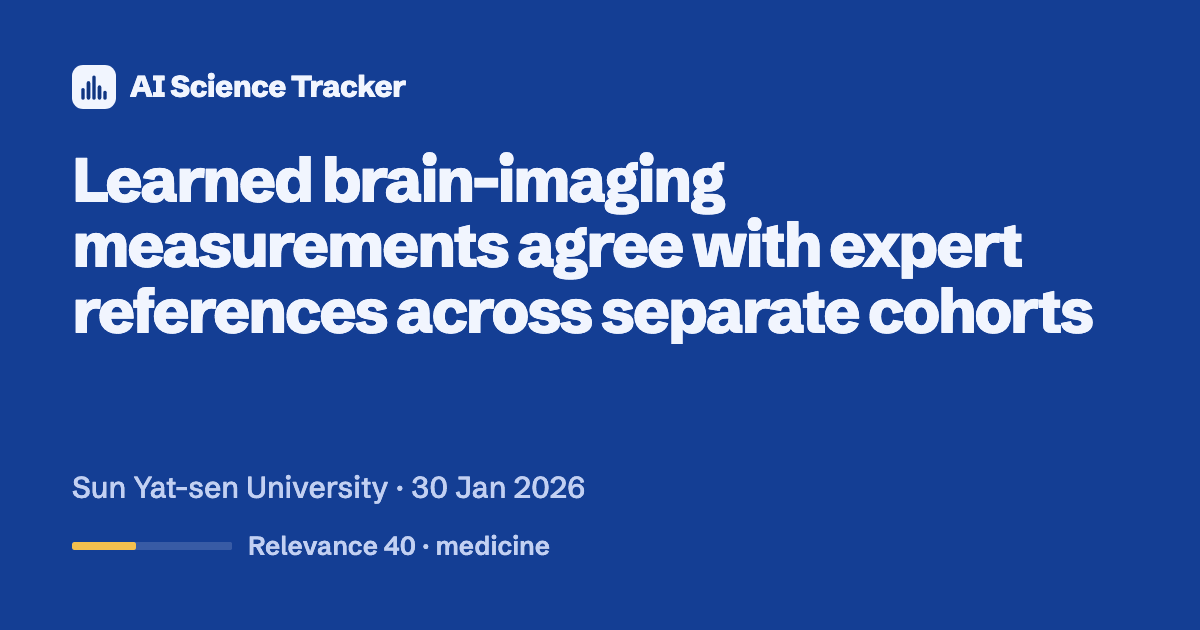 AI Science Tracker
Learned brain-imaging
measurements agree with expert
references across separate cohorts
Sun Yat-sen University · 30 Jan 2026
Relevance 40 · medicine